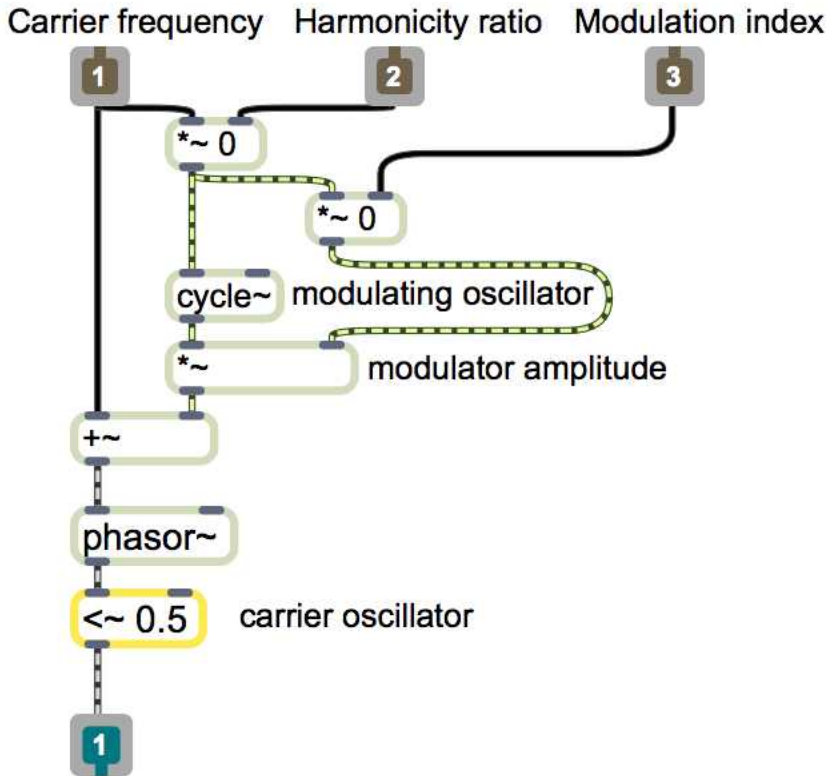 Carrier frequency Harmonicity ratio Modulation index
1 2 3
*~ 0
*~ 0
cycle~ modulating oscillator
*~ modulator amplitude
+~
phasor~
<~ 0.5 carrier oscillator
1